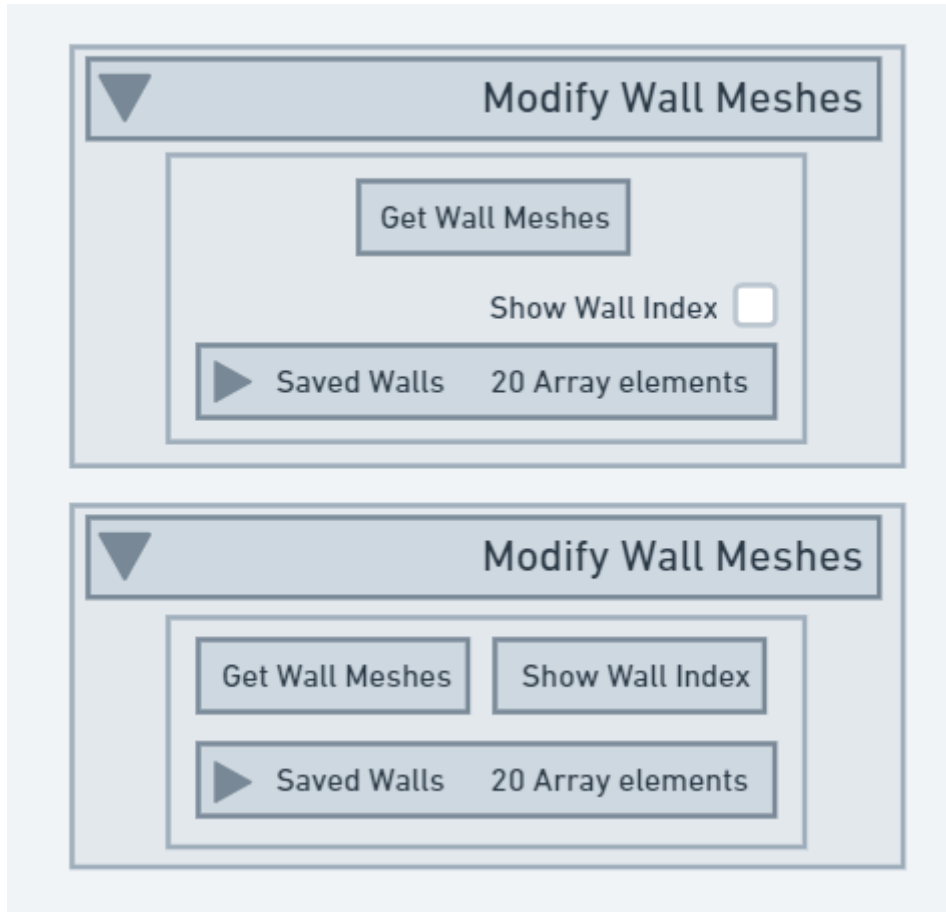 Modify Wall Meshes
Get Wall Meshes
Show Wall Index
Saved Walls 20 Array elements
Modify Wall Meshes
Get Wall Meshes Show Wall Index
Saved Walls 20 Array elements